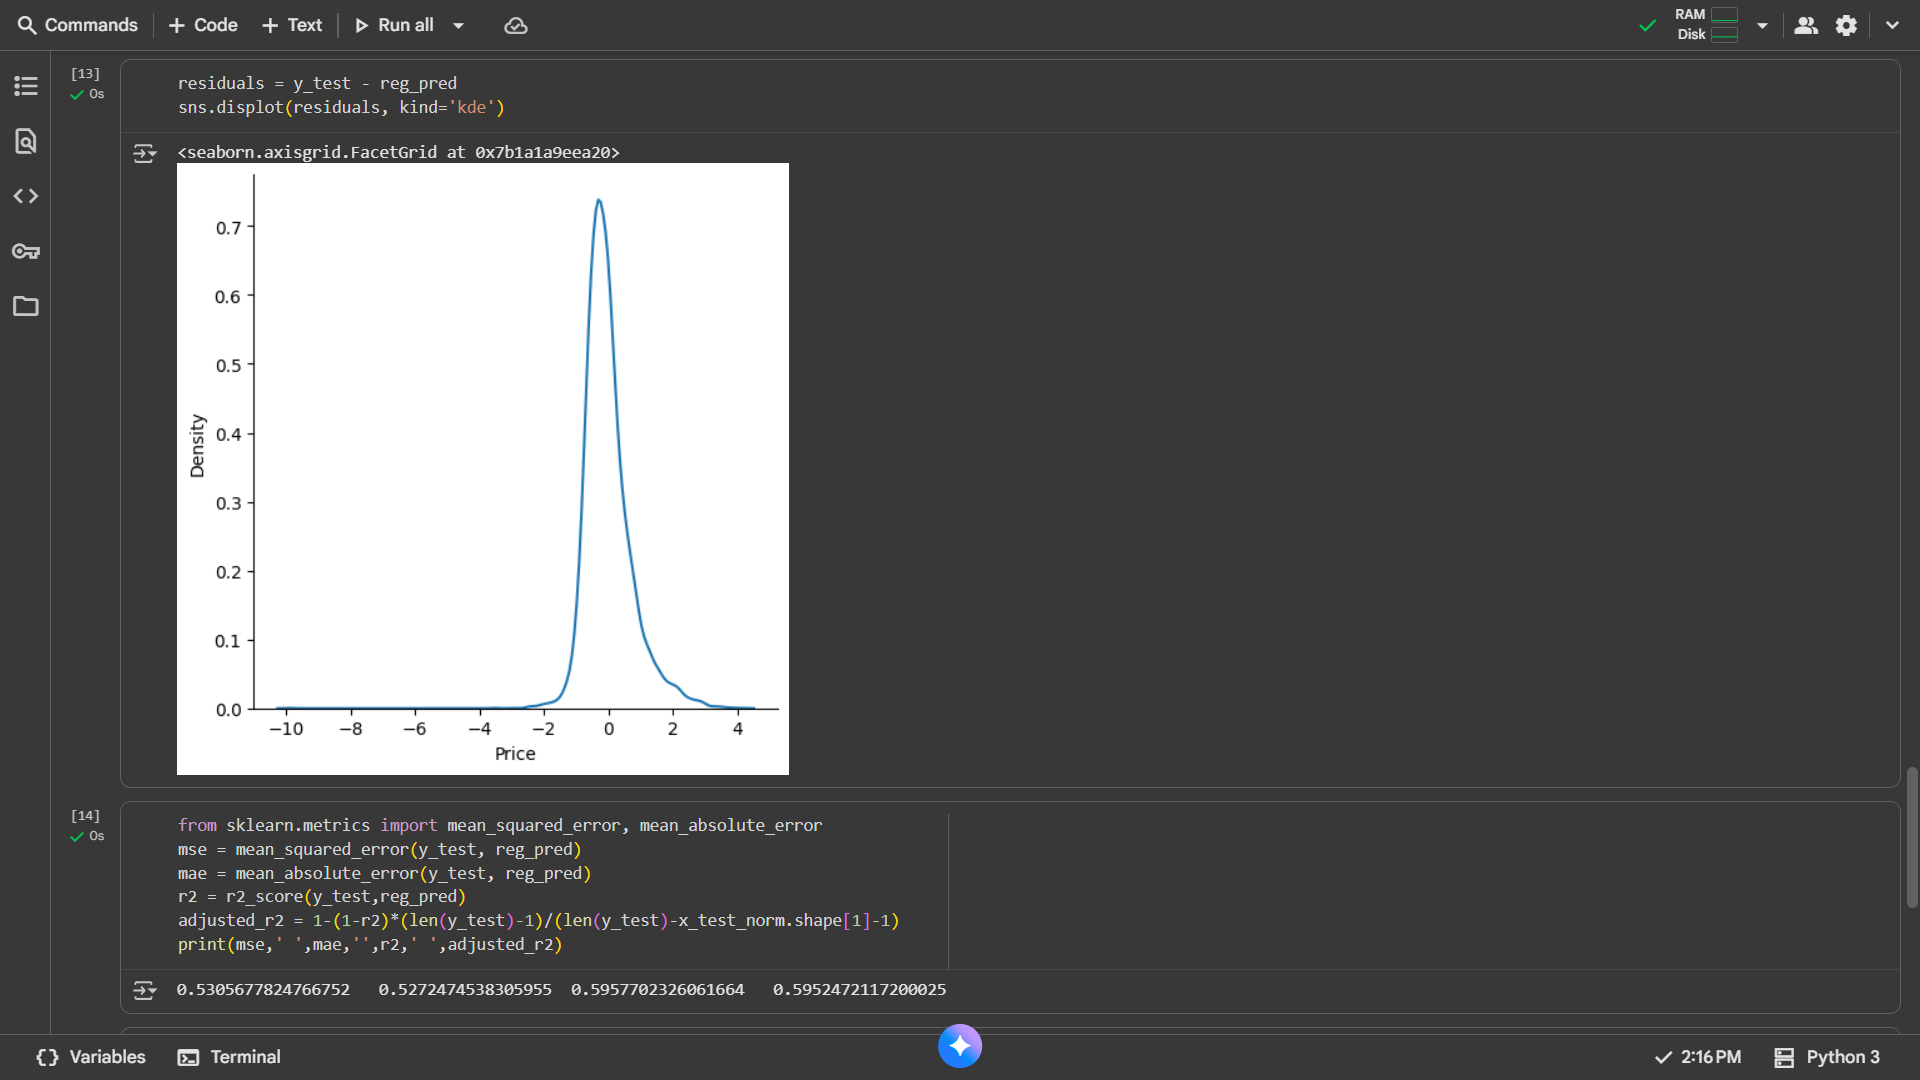 Commands + Code + Text Run all RAM
Disk
[13]
0s
residuals = y_test - reg_pred
sns.displot(residuals, kind='kde')
<seaborn.axisgrid.FacetGrid at 0x7b1a1a9eea20>
0.7
0.6
0.5
0.4
0.3
0.2
0.1
0.0
Density
−10 −8 −6 −4 −2 0 2 4
Price
[14]
0s
from sklearn.metrics import mean_squared_error, mean_absolute_error
mse = mean_squared_error(y_test, reg_pred)
mae = mean_absolute_error(y_test, reg_pred)
r2 = r2_score(y_test,reg_pred)
adjusted_r2 = 1-(1-r2)*(len(y_test)-1)/(len(y_test)-x_test_norm.shape[1]-1)
print(mse,' ',mae,'',r2,' ',adjusted_r2)
0.5305677824766752   0.5272474538305955  0.5957702326061664   0.5952472117200025
Variables Terminal 2:16 PM Python 3